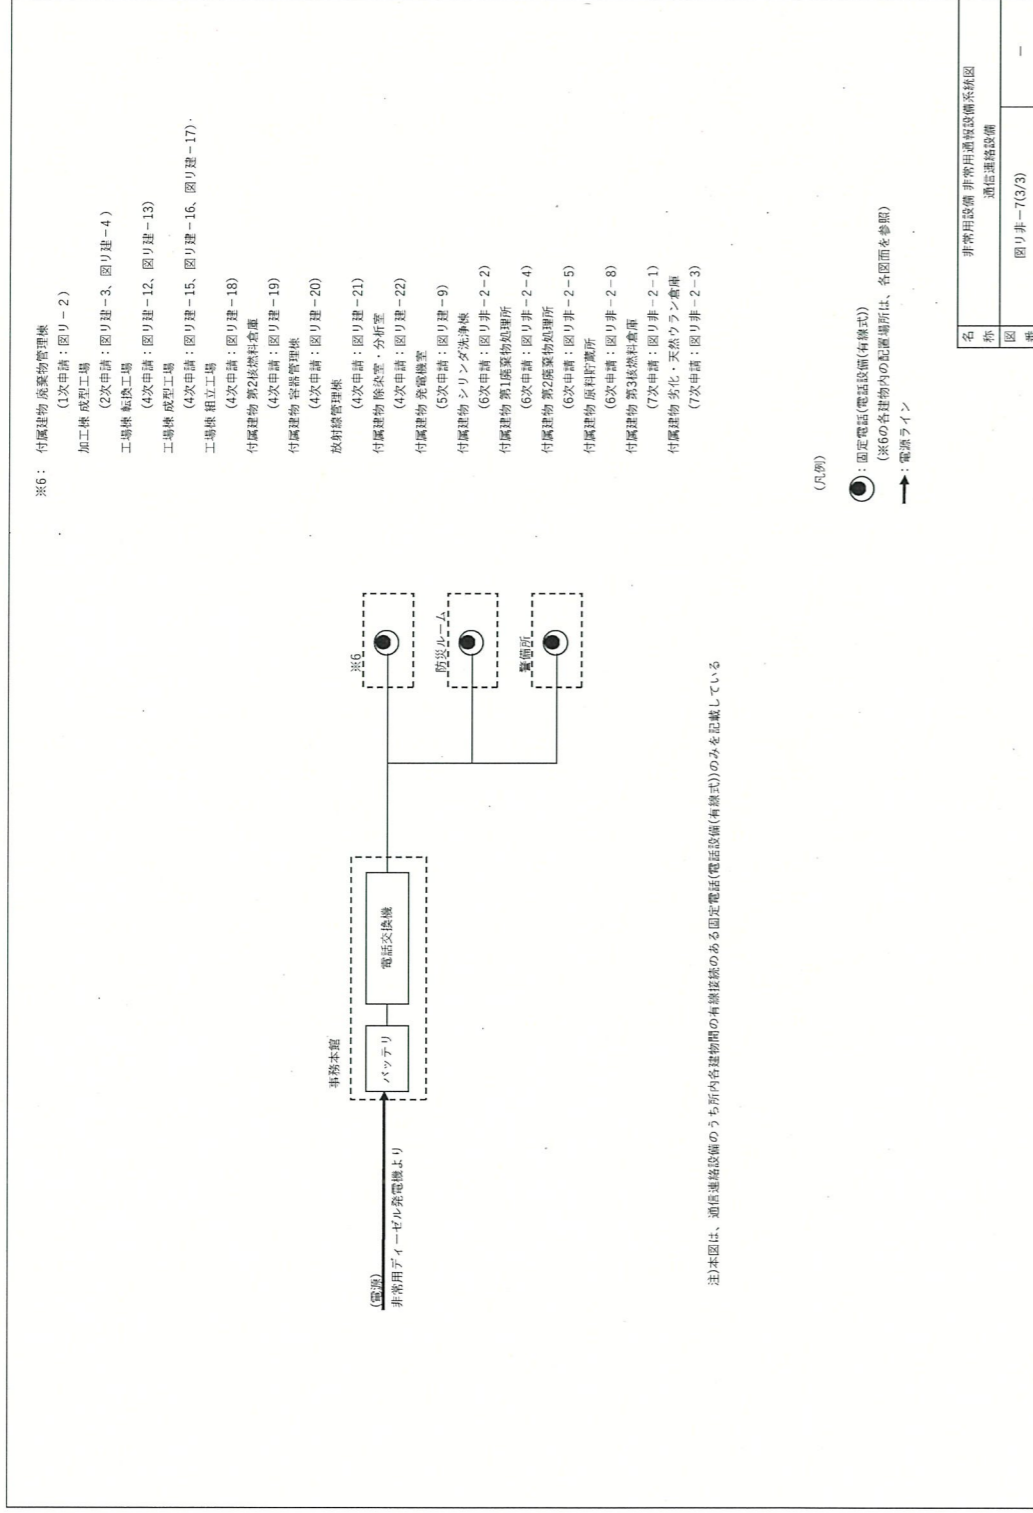 ※6： 付属建物 廃棄物管理棟
(1次申請：図リ－2)
加工棟 成型工場
(2次申請：図リ建－3、図リ建－4)
工場棟 転換工場
(4次申請：図リ建－12、図リ建－13)
工場棟 成型工場
(4次申請：図リ建－15、図リ建－16、図リ建－17)
工場棟 組立工場
(4次申請：図リ建－18)
付属建物 第2核燃料倉庫
(4次申請：図リ建－19)
付属建物 容器管理棟
(4次申請：図リ建－20)
放射線管理棟
(4次申請：図リ建－21)
付属建物 除染室・分析室
(4次申請：図リ建－22)
付属建物 発電機室
(5次申請：図リ建－9)
付属建物 シリンダ洗浄棟
(6次申請：図リ非－2－2)
付属建物 第1廃棄物処理所
(6次申請：図リ非－2－4)
付属建物 第2廃棄物処理所
(6次申請：図リ非－2－5)
付属建物 原料貯蔵所
(6次申請：図リ非－2－8)
付属建物 第3核燃料倉庫
(7次申請：図リ非－2－1)
付属建物 劣化・天然ウラン倉庫
(7次申請：図リ非－2－3)
事務本館
(電源)
非常用ディーゼル発電機より
バッテリ
電話交換機
※6
防災ルーム
警備所
注)本図は、通信連絡設備のうち所内各建物間の有線接続のある固定電話(電話設備(有線式))のみを記載している
(凡例)
：固定電話(電話設備(有線式))
(※6の各建物内の配置場所は、各図面を参照)
：電源ライン
名称
非常用設備 非常用通報設備系統図
通信連絡設備
図番
図リ非－7(3/3)
－